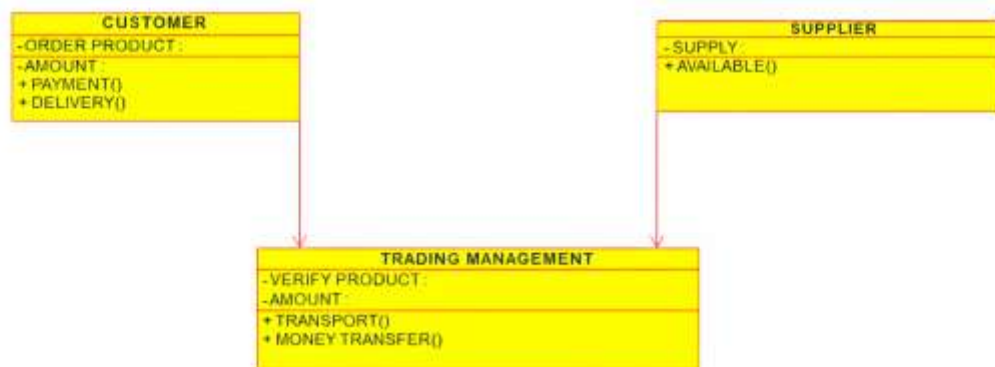 CUSTOMER
-ORDER PRODUCT :
-AMOUNT :
+ PAYMENT()
+ DELIVERY()
SUPPLIER
- SUPPLY :
+ AVAILABLE()
TRADING MANAGEMENT
-VERIFY PRODUCT :
-AMOUNT :
+ TRANSPORT()
+ MONEY TRANSFER()